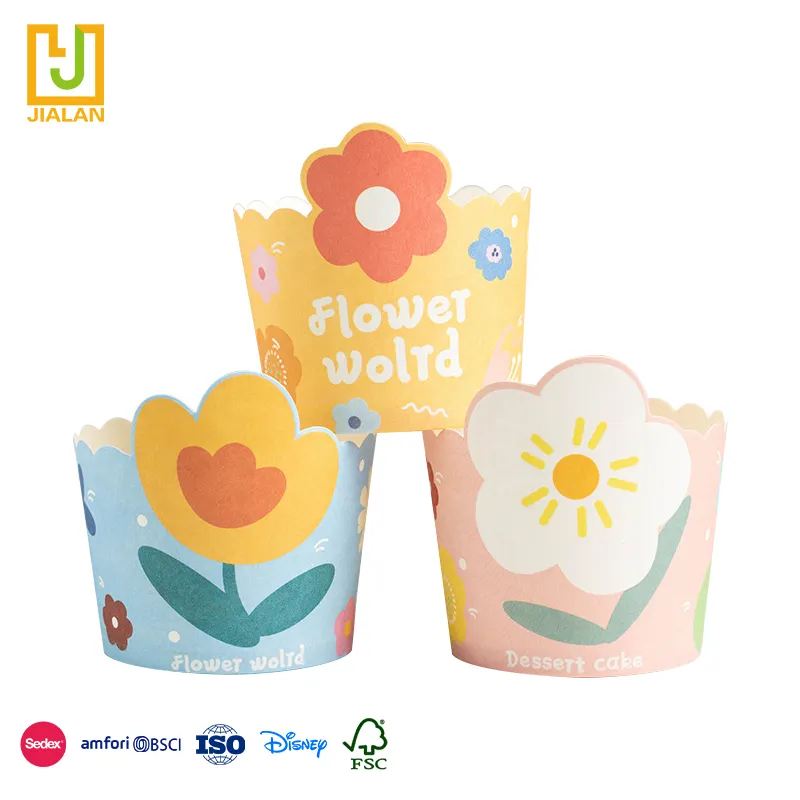 JIALAN
Flower
wolrd
Flower wolrd
Dessert cake
Sedex
amfori BSCI
ISO
Disney
FSC